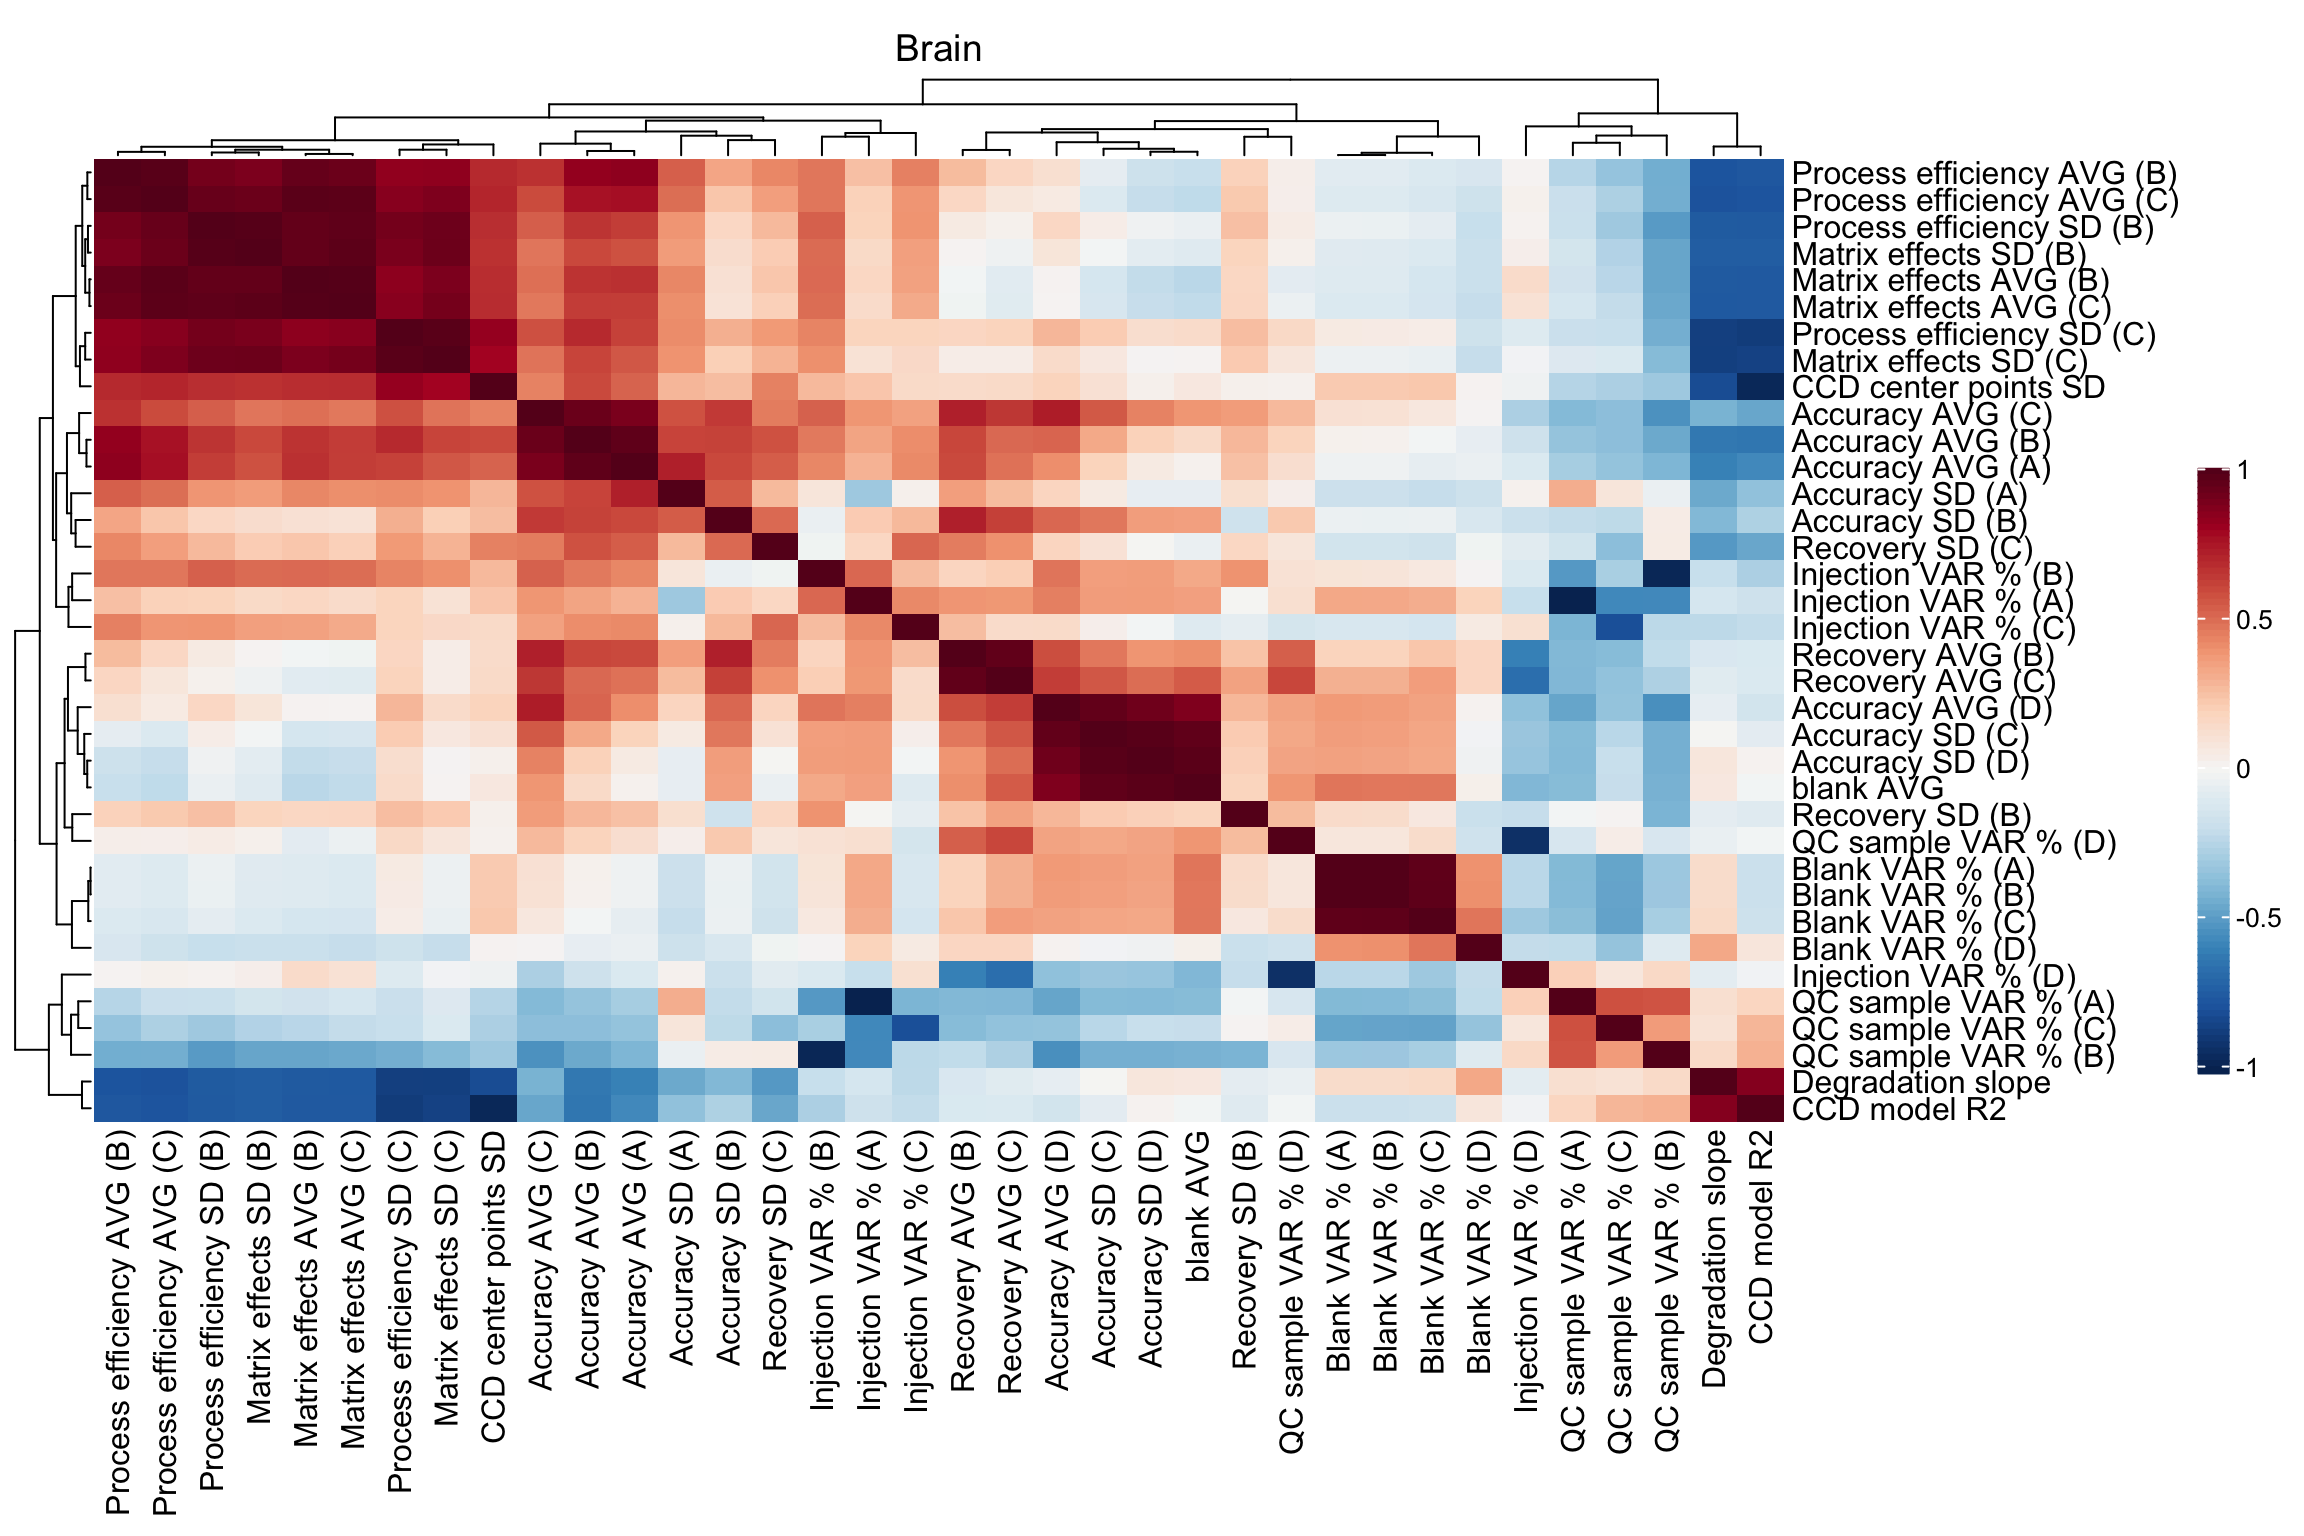 Brain
Process efficiency AVG (B)
Process efficiency AVG (C)
Process efficiency SD (B)
Matrix effects SD (B)
Matrix effects AVG (B)
Matrix effects AVG (C)
Process efficiency SD (C)
Matrix effects SD (C)
CCD center points SD
Accuracy AVG (C)
Accuracy AVG (B)
Accuracy AVG (A)
Accuracy SD (A)
Accuracy SD (B)
Recovery SD (C)
Injection VAR % (B)
Injection VAR % (A)
Injection VAR % (C)
Recovery AVG (B)
Recovery AVG (C)
Accuracy AVG (D)
Accuracy SD (C)
Accuracy SD (D)
blank AVG
Recovery SD (B)
QC sample VAR % (D)
Blank VAR % (A)
Blank VAR % (B)
Blank VAR % (C)
Blank VAR % (D)
Injection VAR % (D)
QC sample VAR % (A)
QC sample VAR % (C)
QC sample VAR % (B)
Degradation slope
CCD model R2
1
0.5
0
-0.5
-1
Process efficiency AVG (B)
Process efficiency AVG (C)
Process efficiency SD (B)
Matrix effects SD (B)
Matrix effects AVG (B)
Matrix effects AVG (C)
Process efficiency SD (C)
Matrix effects SD (C)
CCD center points SD
Accuracy AVG (C)
Accuracy AVG (B)
Accuracy AVG (A)
Accuracy SD (A)
Accuracy SD (B)
Recovery SD (C)
Injection VAR % (B)
Injection VAR % (A)
Injection VAR % (C)
Recovery AVG (B)
Recovery AVG (C)
Accuracy AVG (D)
Accuracy SD (C)
Accuracy SD (D)
blank AVG
Recovery SD (B)
QC sample VAR % (D)
Blank VAR % (A)
Blank VAR % (B)
Blank VAR % (C)
Blank VAR % (D)
Injection VAR % (D)
QC sample VAR % (A)
QC sample VAR % (C)
QC sample VAR % (B)
Degradation slope
CCD model R2